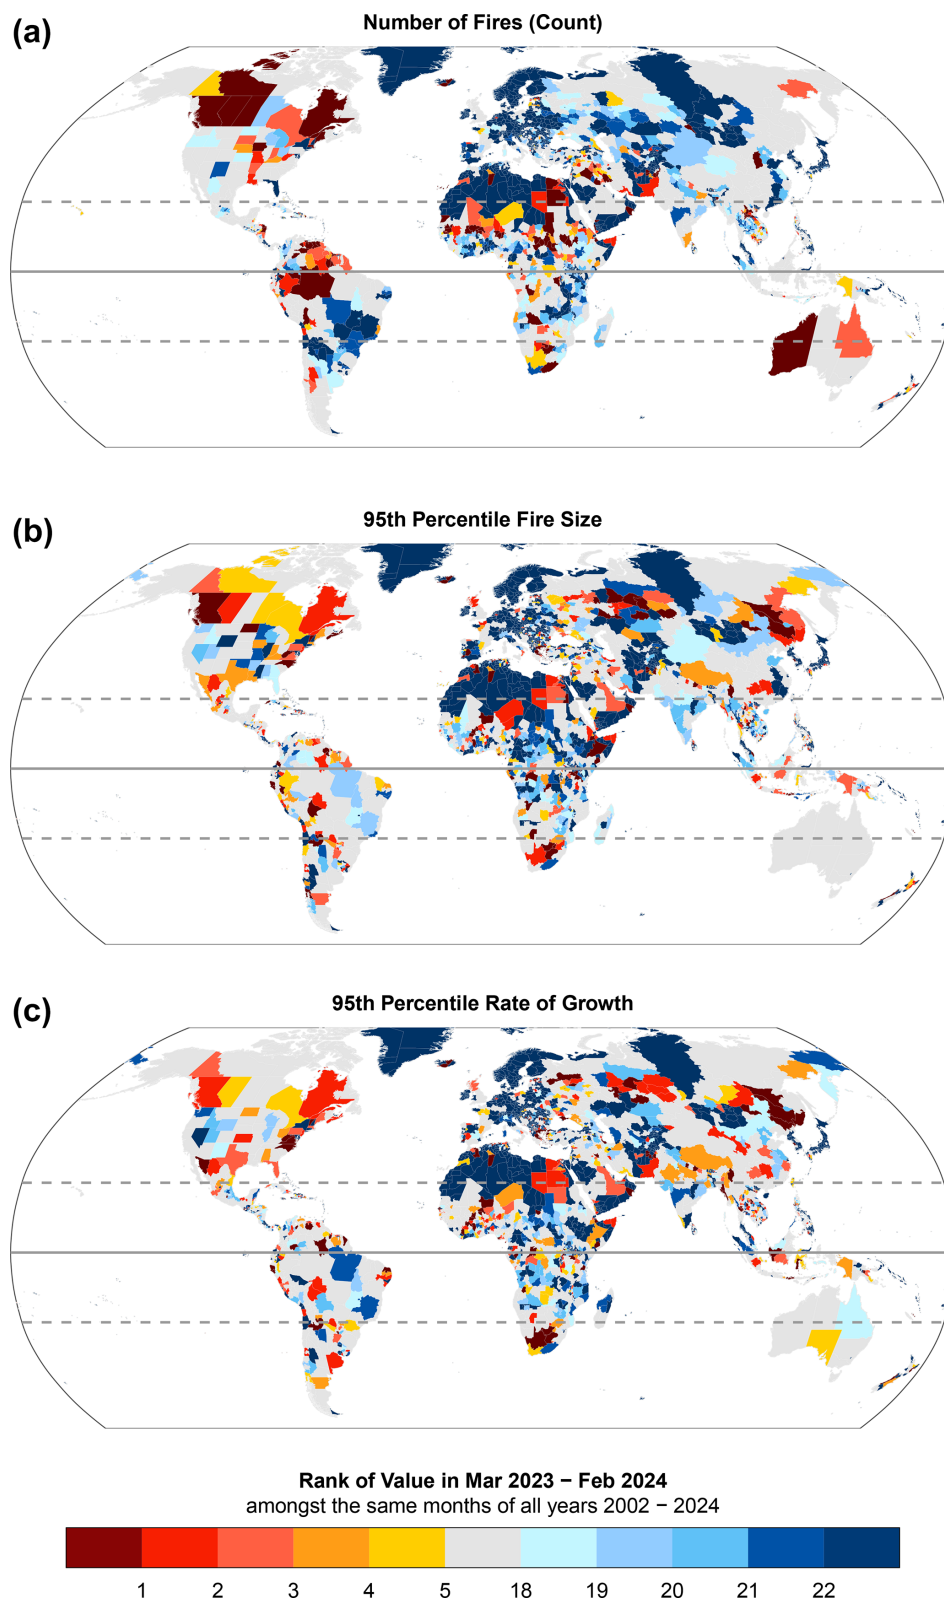 (a)
Number of Fires (Count)
(b)
95th Percentile Fire Size
(c)
95th Percentile Rate of Growth
Rank of Value in Mar 2023 − Feb 2024
amongst the same months of all years 2002 − 2024
1 2 3 4 5 18 19 20 21 22